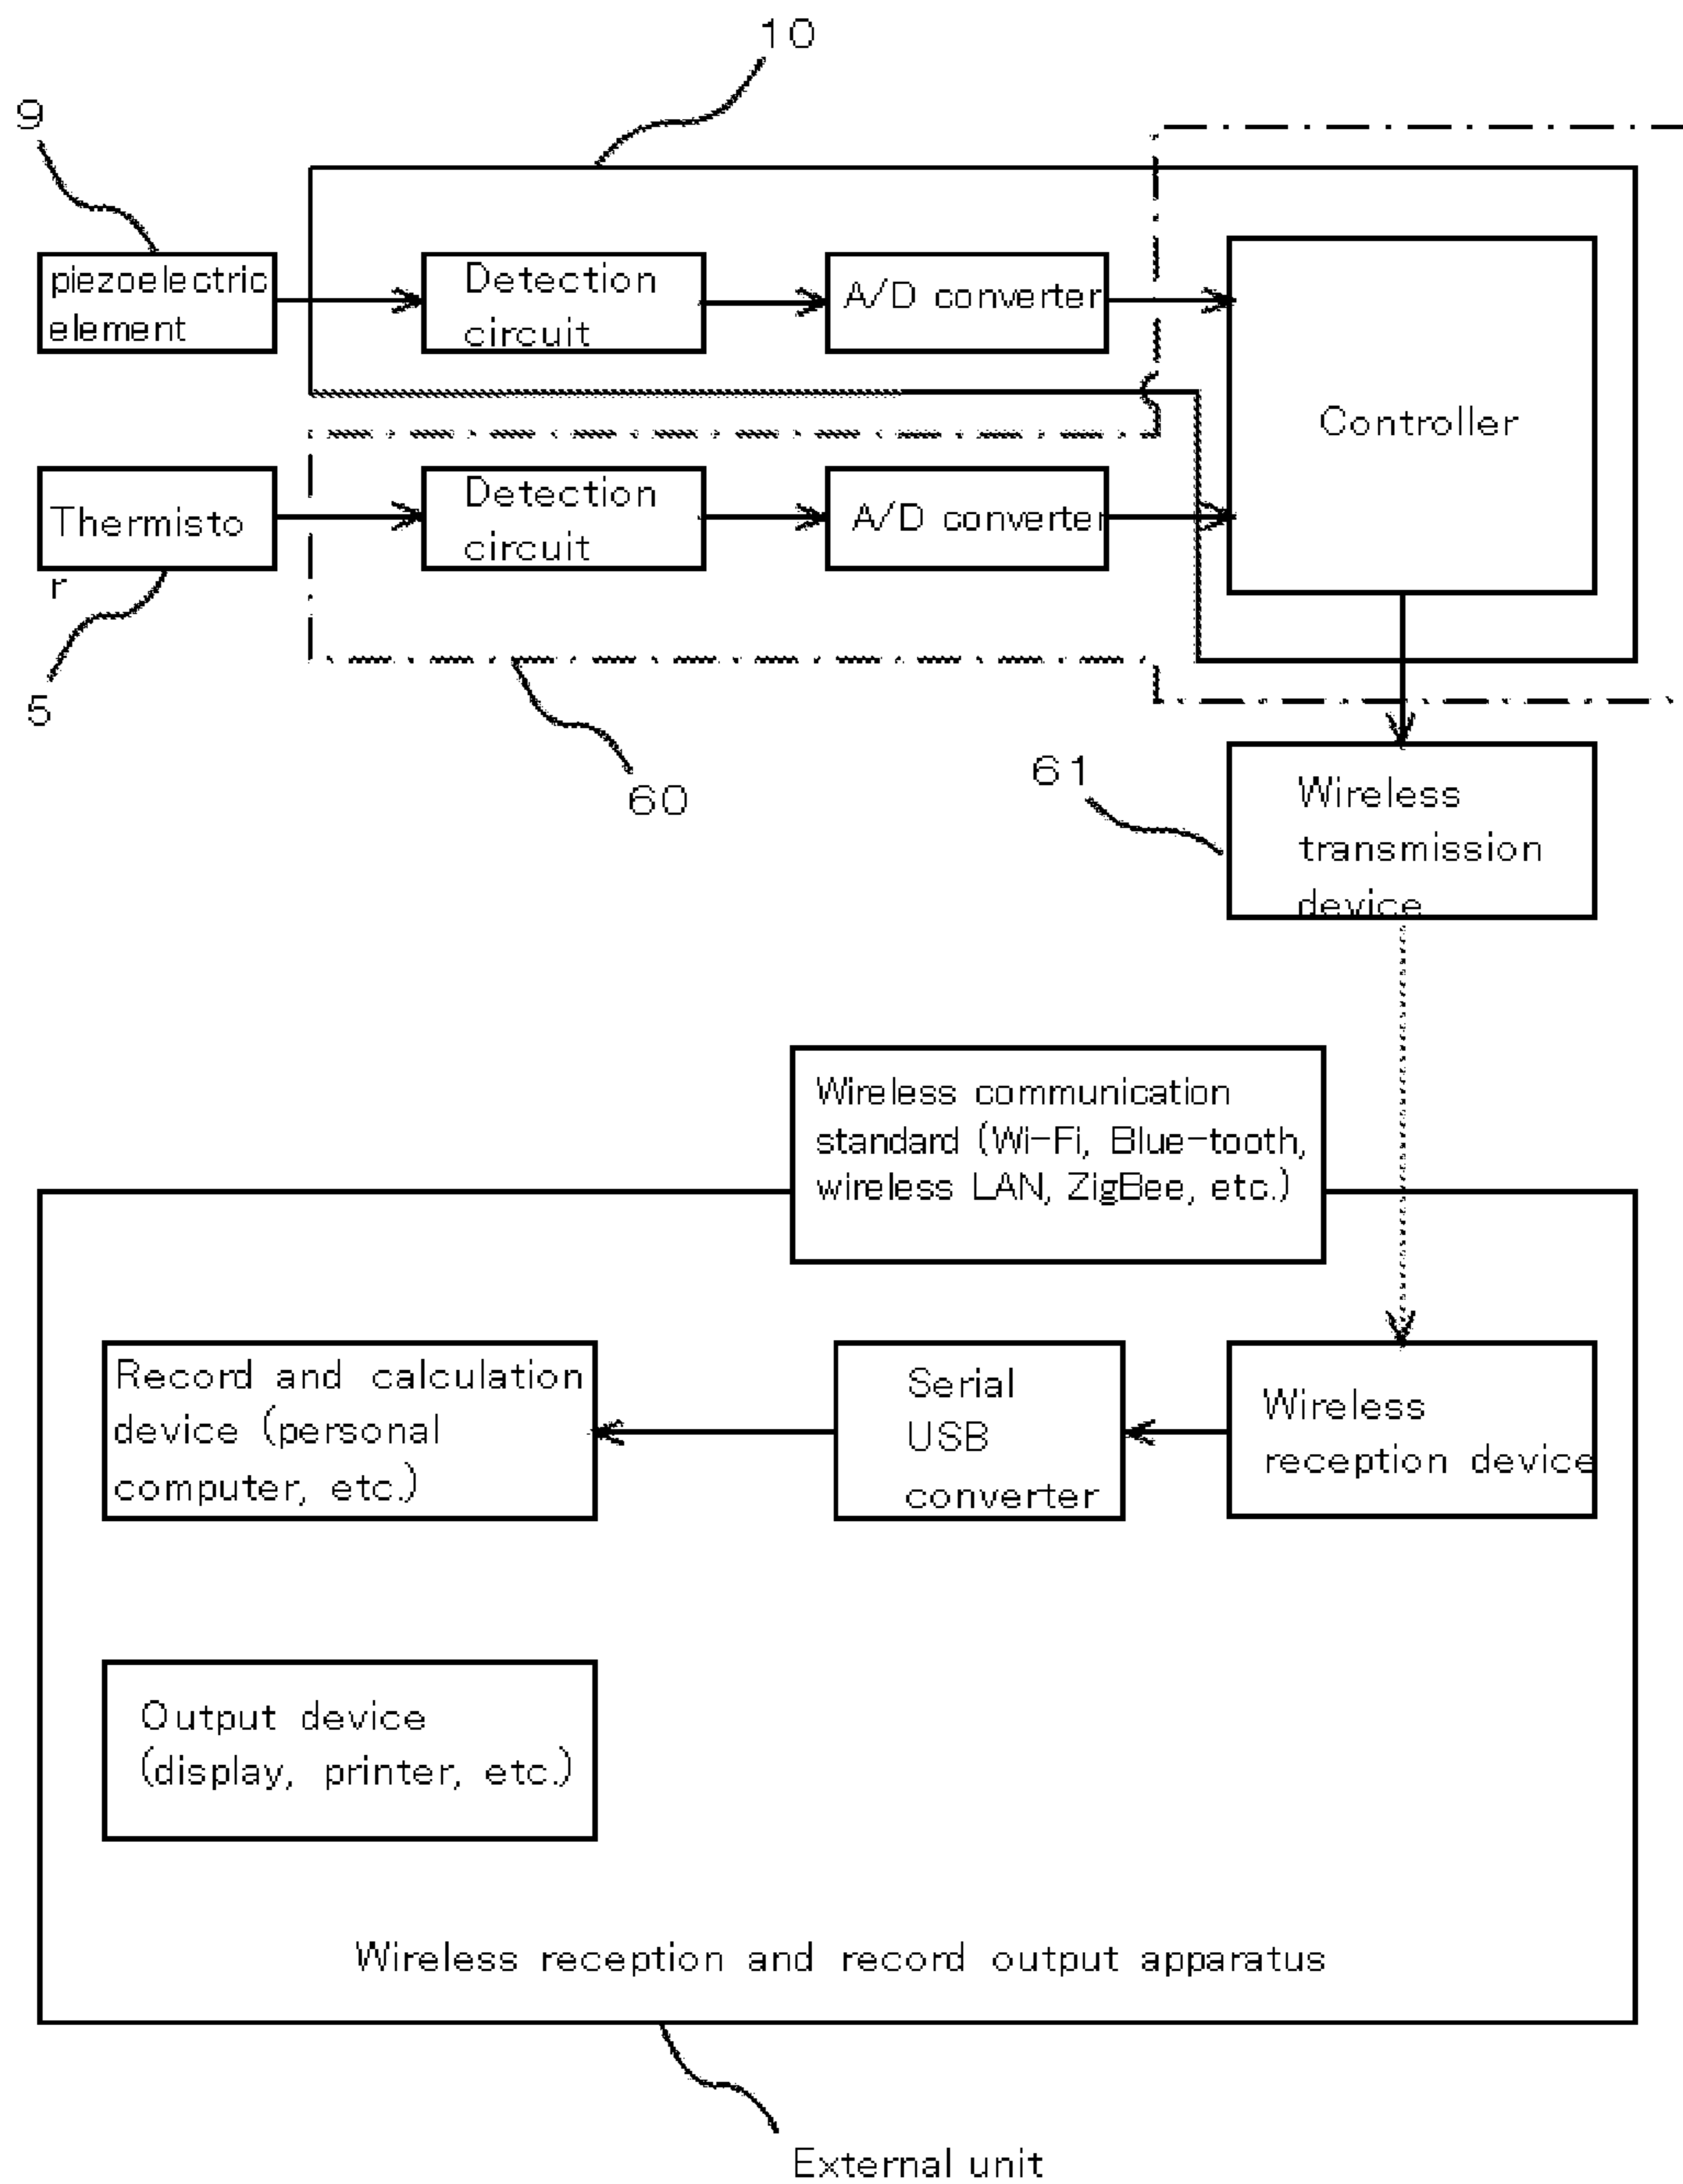 10
9
piezoelectric
element
Detection
circuit
A/D converter
Controller
Thermisto
r
Detection
circuit
A/D converter
5
60
61
Wireless
transmission
device
Wireless communication
standard (Wi-Fi, Blue-tooth,
wireless LAN, ZigBee, etc.)
Record and calculation
device (personal
computer, etc.)
Serial
USB
converter
Wireless
reception device
Output device
(display, printer, etc.)
Wireless reception and record output apparatus
External unit